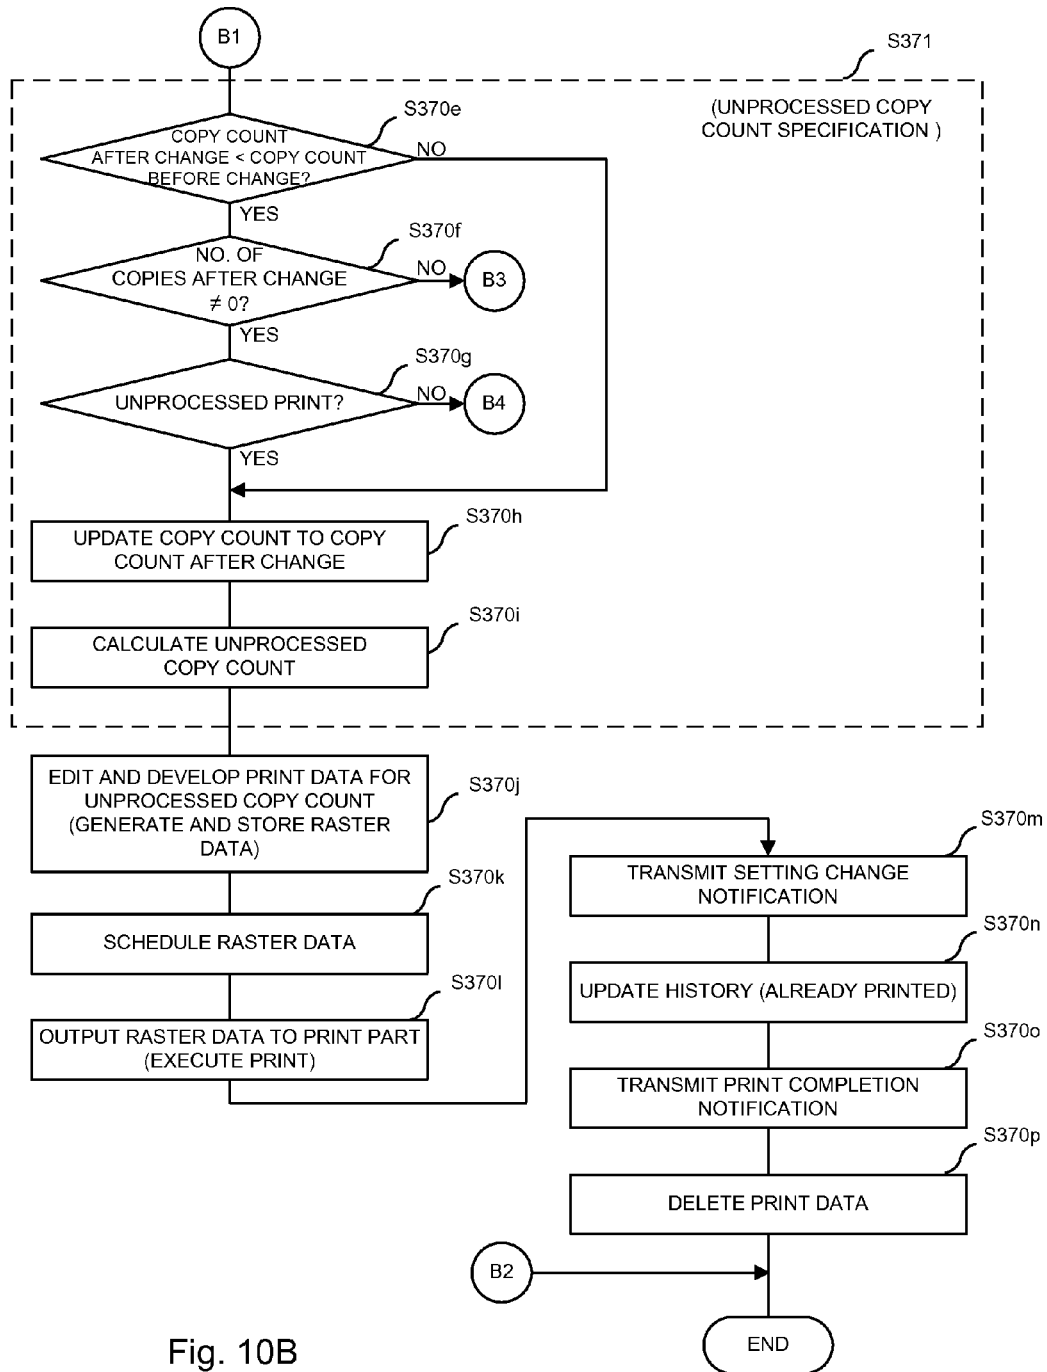 B1
S371
(UNPROCESSED COPY
COUNT SPECIFICATION )
S370e
COPY COUNT
AFTER CHANGE < COPY COUNT
BEFORE CHANGE?
NO
YES
S370f
NO. OF
COPIES AFTER CHANGE
≠ 0?
NO
B3
YES
S370g
UNPROCESSED PRINT?
NO
B4
YES
S370h
UPDATE COPY COUNT TO COPY
COUNT AFTER CHANGE
S370i
CALCULATE UNPROCESSED
COPY COUNT
S370j
EDIT AND DEVELOP PRINT DATA FOR
UNPROCESSED COPY COUNT
(GENERATE AND STORE RASTER
DATA)
S370k
SCHEDULE RASTER DATA
S370l
OUTPUT RASTER DATA TO PRINT PART
(EXECUTE PRINT)
S370m
TRANSMIT SETTING CHANGE
NOTIFICATION
S370n
UPDATE HISTORY (ALREADY PRINTED)
S370o
TRANSMIT PRINT COMPLETION
NOTIFICATION
S370p
DELETE PRINT DATA
B2
END
Fig. 10B